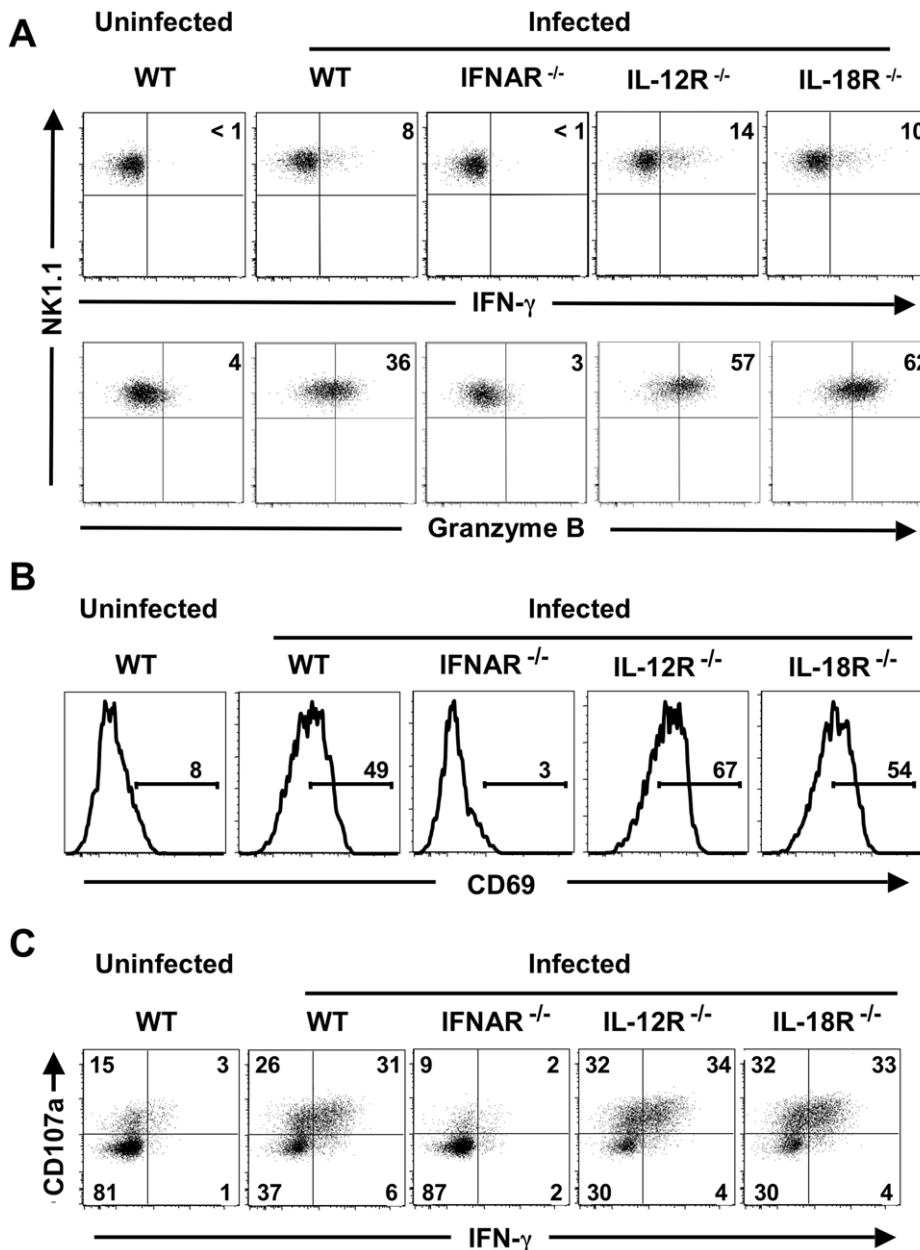 A
Uninfected Infected
WT WT IFNAR -/- IL-12R -/- IL-18R -/-
< 1 8 < 1 14 10
NK1.1
IFN-γ
4 36 3 57 62
Granzyme B
B
Uninfected Infected
WT WT IFNAR -/- IL-12R -/- IL-18R -/-
8 49 3 67 54
CD69
C
Uninfected Infected
WT WT IFNAR -/- IL-12R -/- IL-18R -/-
15 3 26 31 9 2 32 34 32 33
CD107a
81 1 37 6 87 2 30 4 30 4
IFN-γ